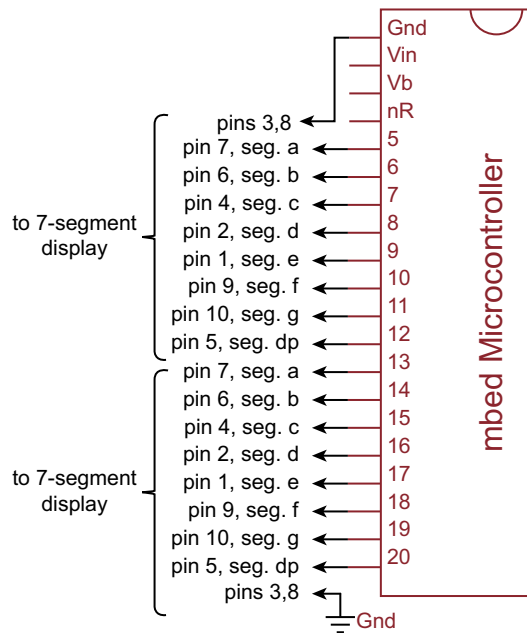 Gnd
Vin
Vb
nR
pins 3,8
5
pin 7, seg. a
6
pin 6, seg. b
7
pin 4, seg. c
8
pin 2, seg. d
9
pin 1, seg. e
10
pin 9, seg. f
11
pin 10, seg. g
12
pin 5, seg. dp
to 7-segment
display
13
pin 7, seg. a
14
pin 6, seg. b
15
pin 4, seg. c
16
pin 2, seg. d
17
pin 1, seg. e
18
pin 9, seg. f
19
pin 10, seg. g
20
pin 5, seg. dp
pins 3,8
to 7-segment
display
Gnd
mbed Microcontroller